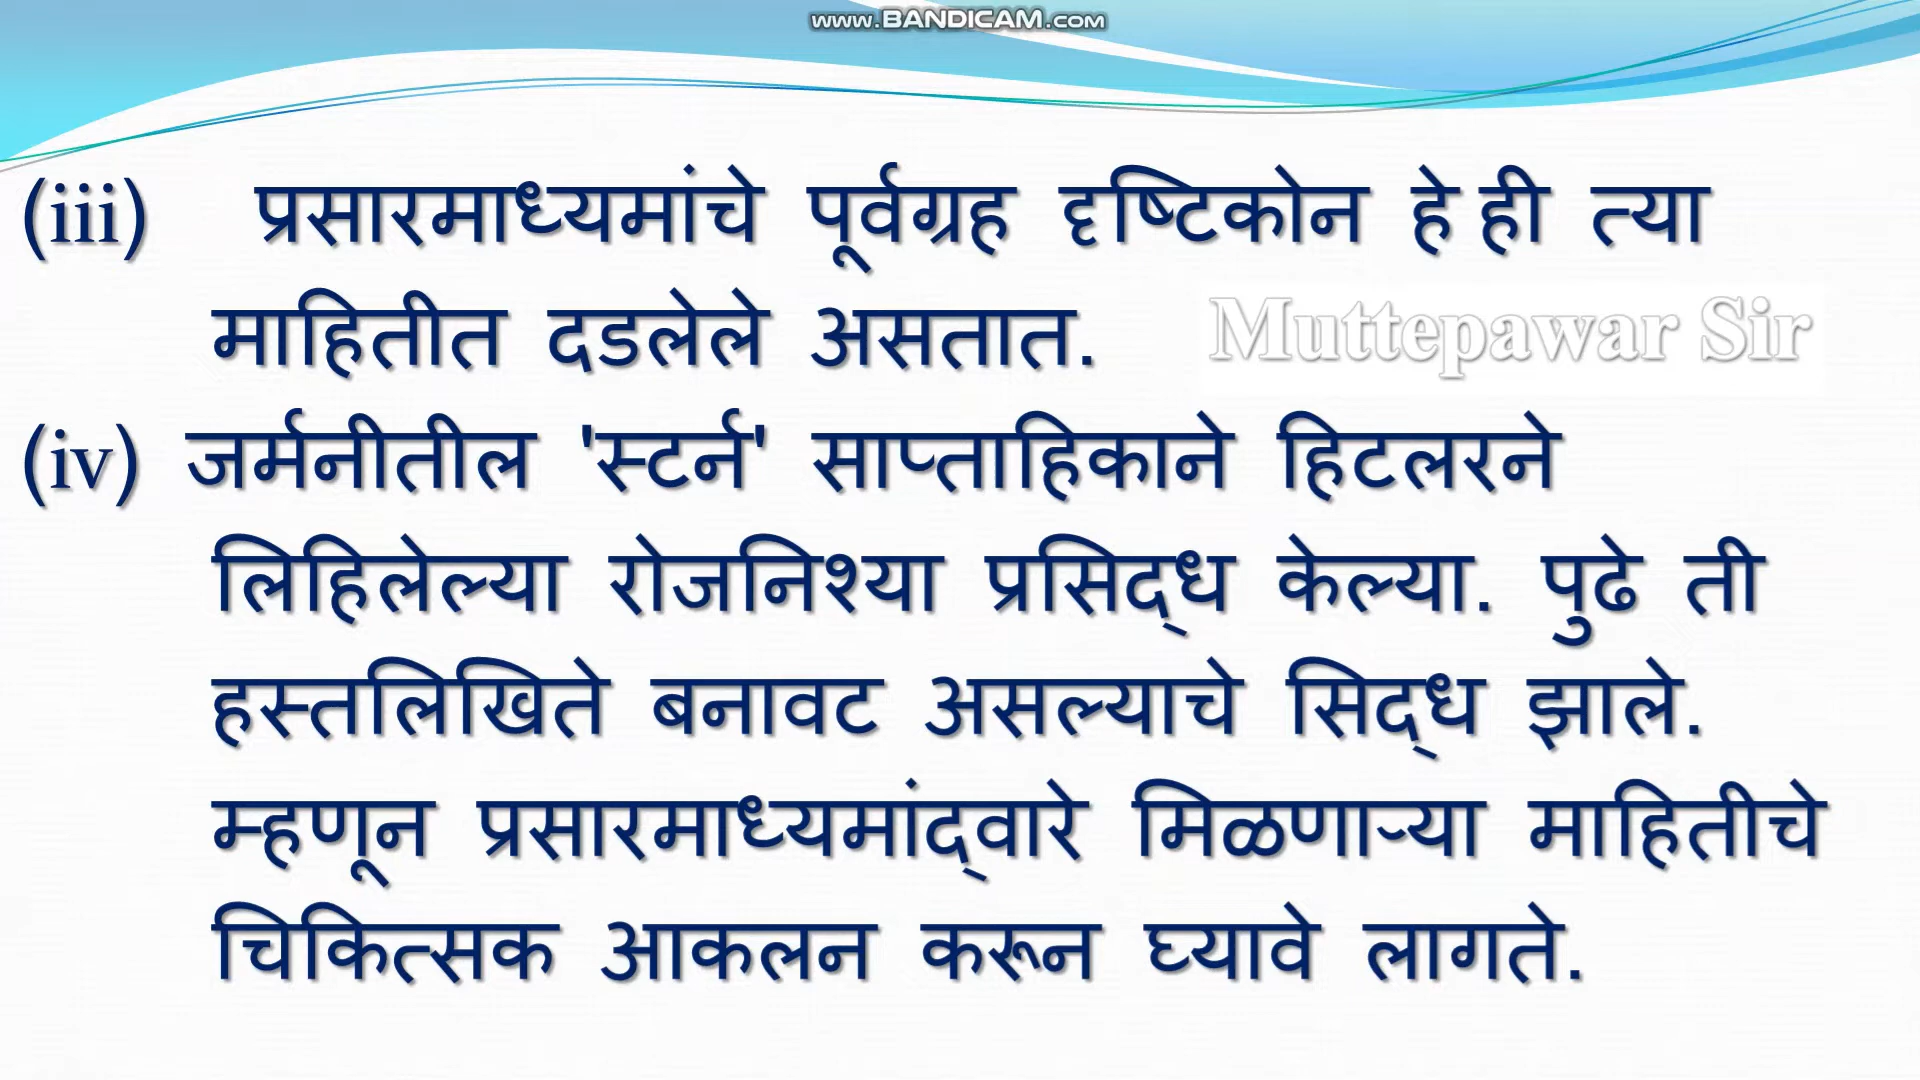 www.BANDICAM.com
(iii) प्रसारमाध्यमांचे पूर्वग्रह दृष्टिकोन हे ही त्या
माहितीत दडलेले असतात.
Muttepawar Sir
(iv) जर्मनीतील 'स्टर्न' साप्ताहिकाने हिटलरने
लिहिलेल्या रोजनिश्या प्रसिद्ध केल्या. पुढे ती
हस्तलिखिते बनावट असल्याचे सिद्ध झाले.
म्हणून प्रसारमाध्यमांद्वारे मिळणाऱ्या माहितीचे
चिकित्सक आकलन करून घ्यावे लागते.